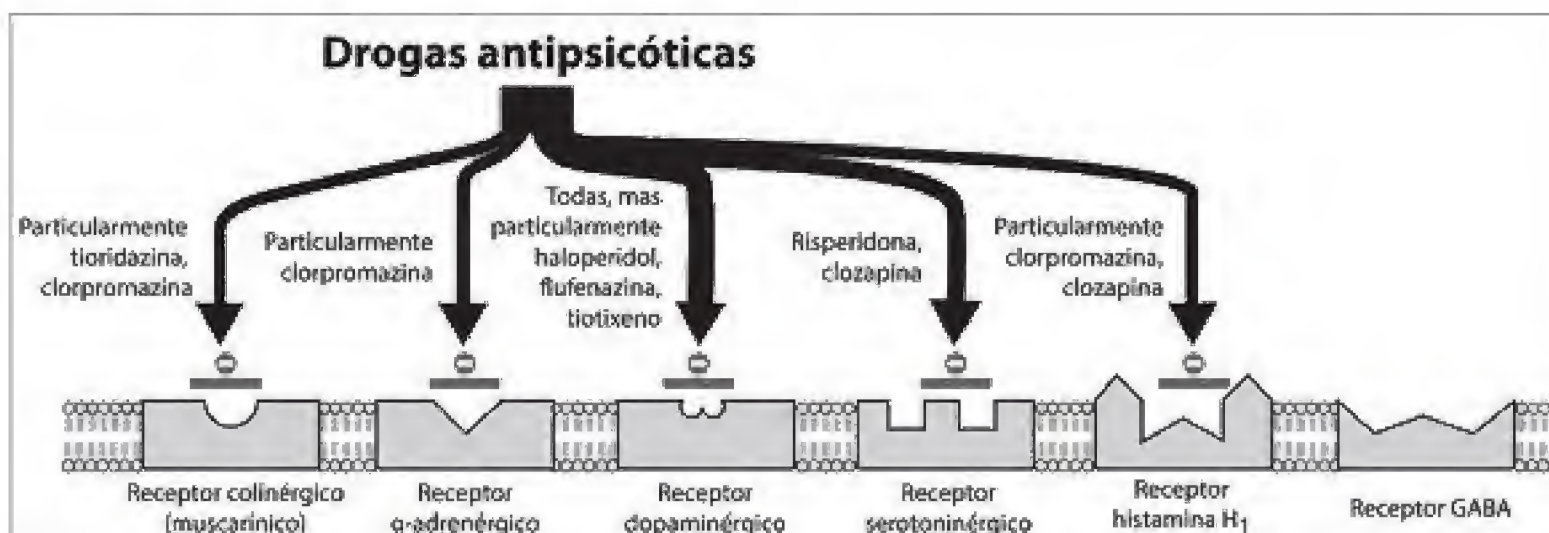 Drogas antipsicóticas
Particularmente
tioridazina,
clorpromazina
Particularmente
clorpromazina
Todas, mas
particularmente
haloperidol,
flufenazina,
tiotixeno
Risperidona,
clozapina
Particularmente
clorpromazina,
clozapina
Receptor colinérgico
(muscarínico)
Receptor
α-adrenérgico
Receptor
dopaminérgico
Receptor
serotoninérgico
Receptor
histamina H₁
Receptor GABA